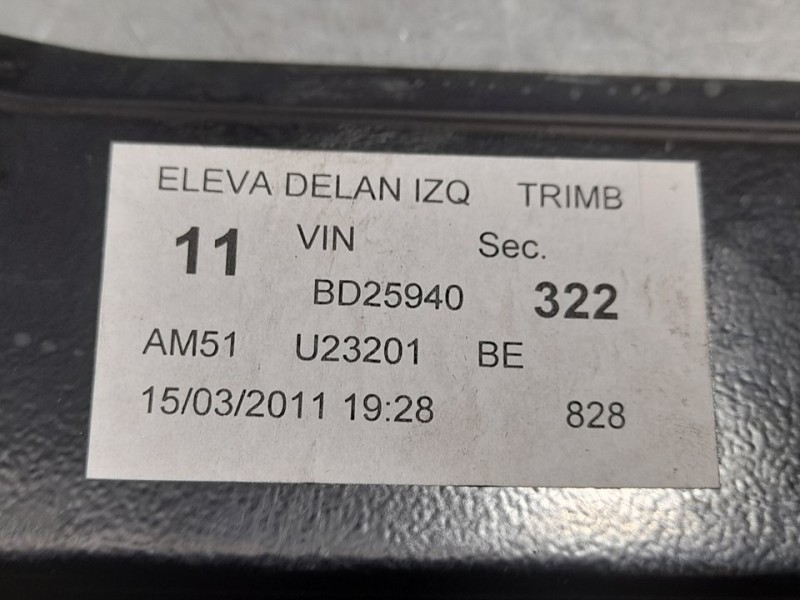 ELEVA DELAN IZQ TRIMB
11 VIN Sec.
BD25940 322
AM51 U23201 BE
15/03/2011 19:28 828